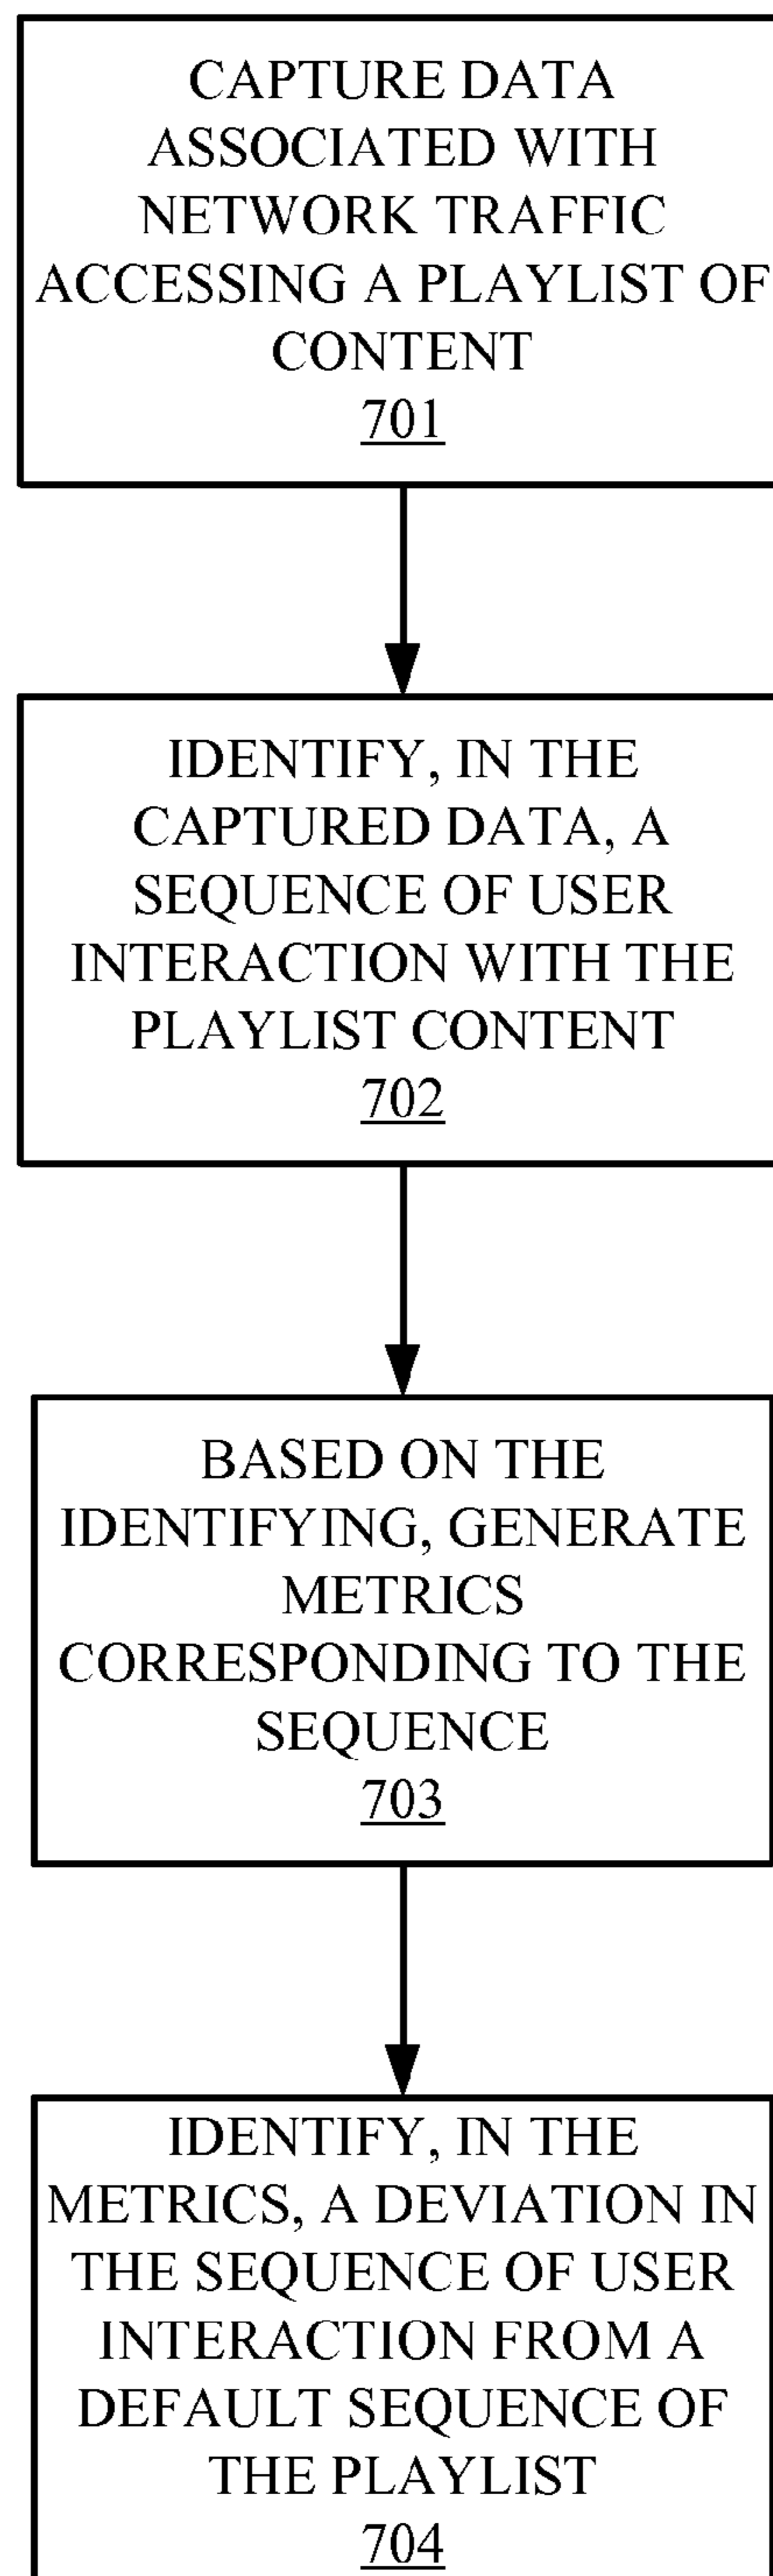 CAPTURE DATA
ASSOCIATED WITH
NETWORK TRAFFIC
ACCESSING A PLAYLIST OF
CONTENT
701
IDENTIFY, IN THE
CAPTURED DATA, A
SEQUENCE OF USER
INTERACTION WITH THE
PLAYLIST CONTENT
702
BASED ON THE
IDENTIFYING, GENERATE
METRICS
CORRESPONDING TO THE
SEQUENCE
703
IDENTIFY, IN THE
METRICS, A DEVIATION IN
THE SEQUENCE OF USER
INTERACTION FROM A
DEFAULT SEQUENCE OF
THE PLAYLIST
704